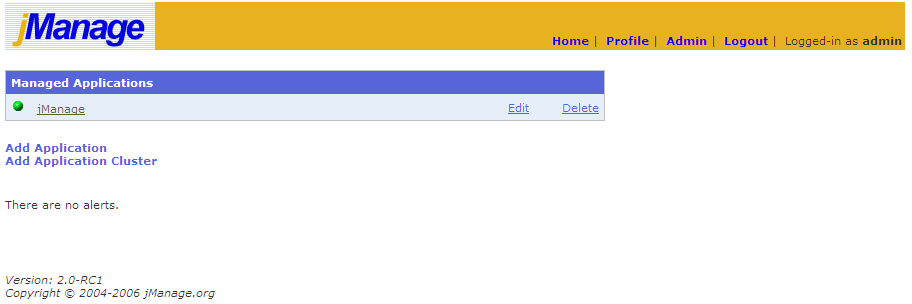 jManage
Home | Profile | Admin | Logout | Logged-in as admin
Managed Applications
jManage Edit Delete
Add Application
Add Application Cluster
There are no alerts.
Version: 2.0-RC1
Copyright © 2004-2006 jManage.org